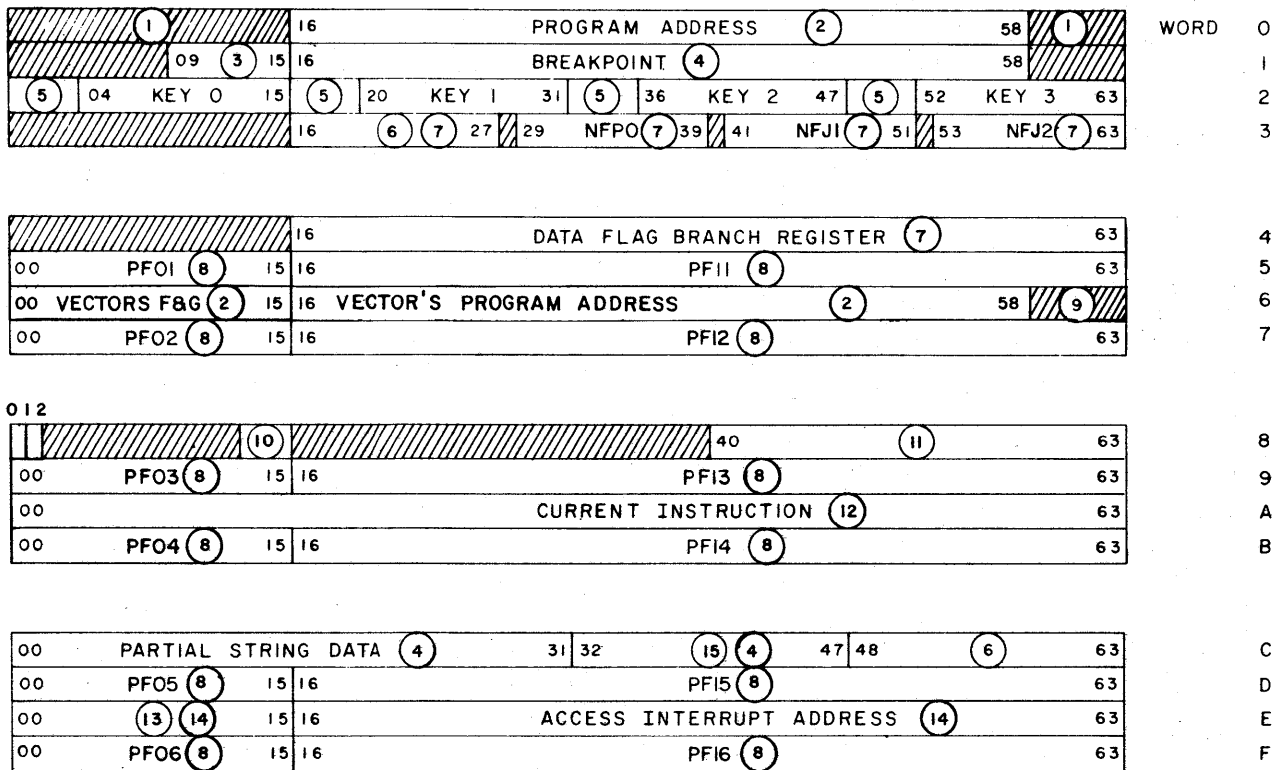 1 16 PROGRAM ADDRESS 2 58 1 WORD 0
09 3 15 16 BREAKPOINT 4 58 1
5 04 KEY 0 15 5 20 KEY 1 31 5 36 KEY 2 47 5 52 KEY 3 63 2
16 6 7 27 29 NFPO 7 39 41 NFJ1 7 51 53 NFJ2 7 63 3
16 DATA FLAG BRANCH REGISTER 7 63 4
00 PF01 8 15 16 PF11 8 63 5
00 VECTORS F&G 2 15 16 VECTOR'S PROGRAM ADDRESS 2 58 9 6
00 PF02 8 15 16 PF12 8 63 7
0 1 2
10 40 11 63 8
00 PF03 8 15 16 PF13 8 63 9
00 CURRENT INSTRUCTION 12 63 A
00 PF04 8 15 16 PF14 8 63 B
00 PARTIAL STRING DATA 4 31 32 15 4 47 48 6 63 C
00 PF05 8 15 16 PF15 8 63 D
00 13 14 15 16 ACCESS INTERRUPT ADDRESS 14 63 E
00 PF06 8 15 16 PF16 8 63 F